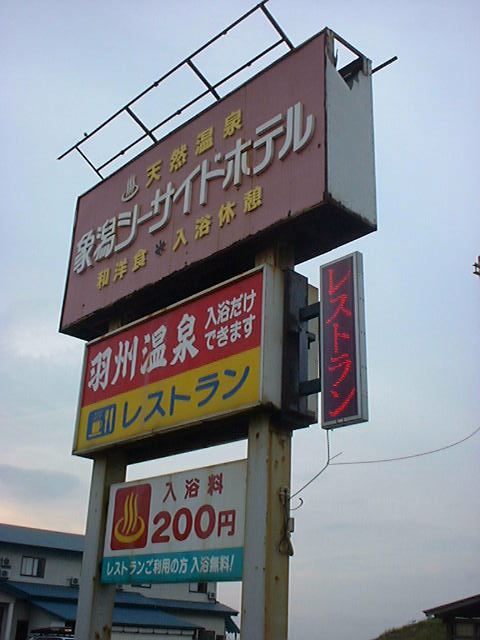 天然温泉
象潟シーサイドホテル
和洋食 * 入浴休憩
羽州温泉 入浴だけ
できます
レストラン
レストラン
入浴料
200円
レストランご利用の方 入浴無料!